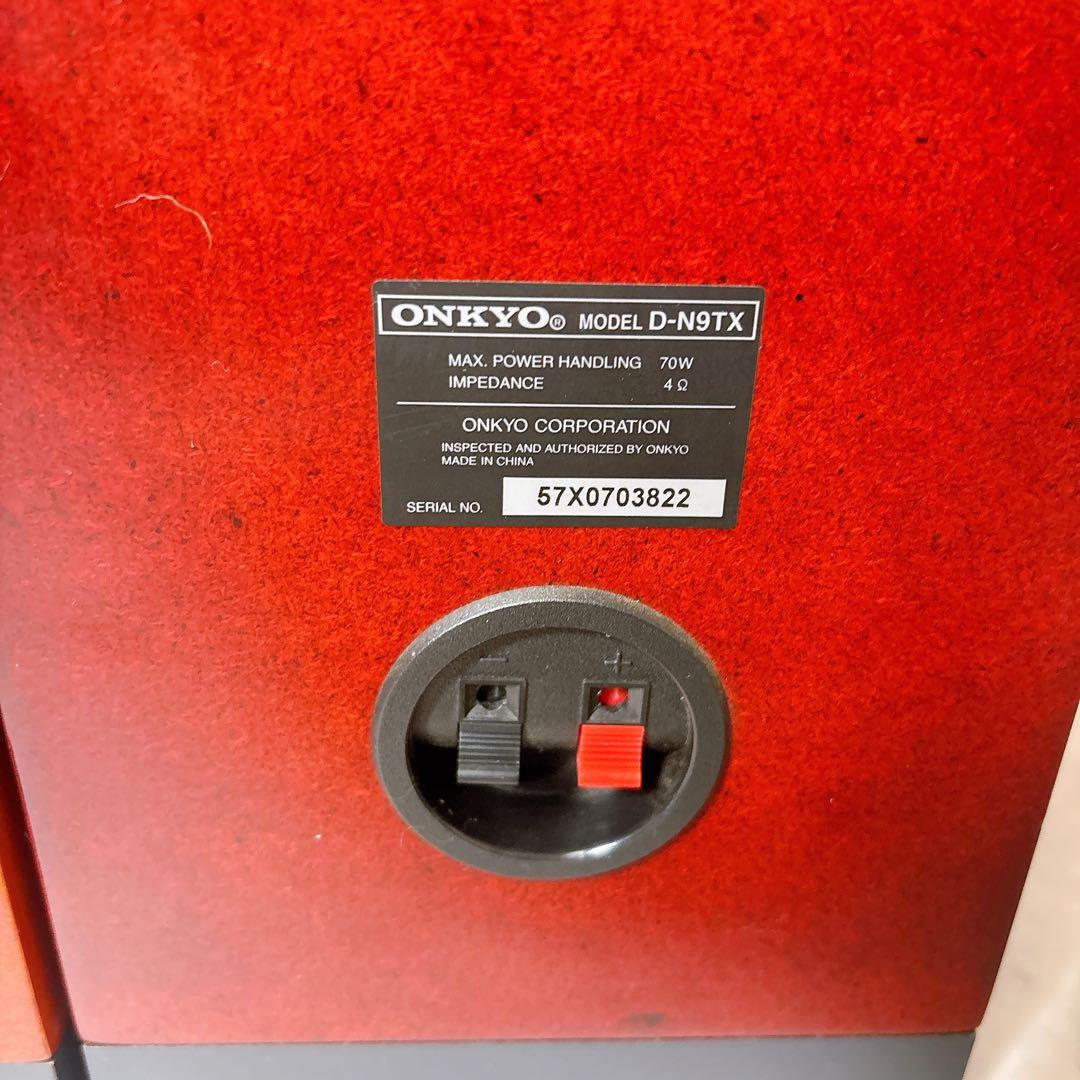 ONKYO® MODEL D-N9TX
MAX. POWER HANDLING 70W
IMPEDANCE 4 Ω
ONKYO CORPORATION
INSPECTED AND AUTHORIZED BY ONKYO
MADE IN CHINA
SERIAL NO. 57X0703822
− +